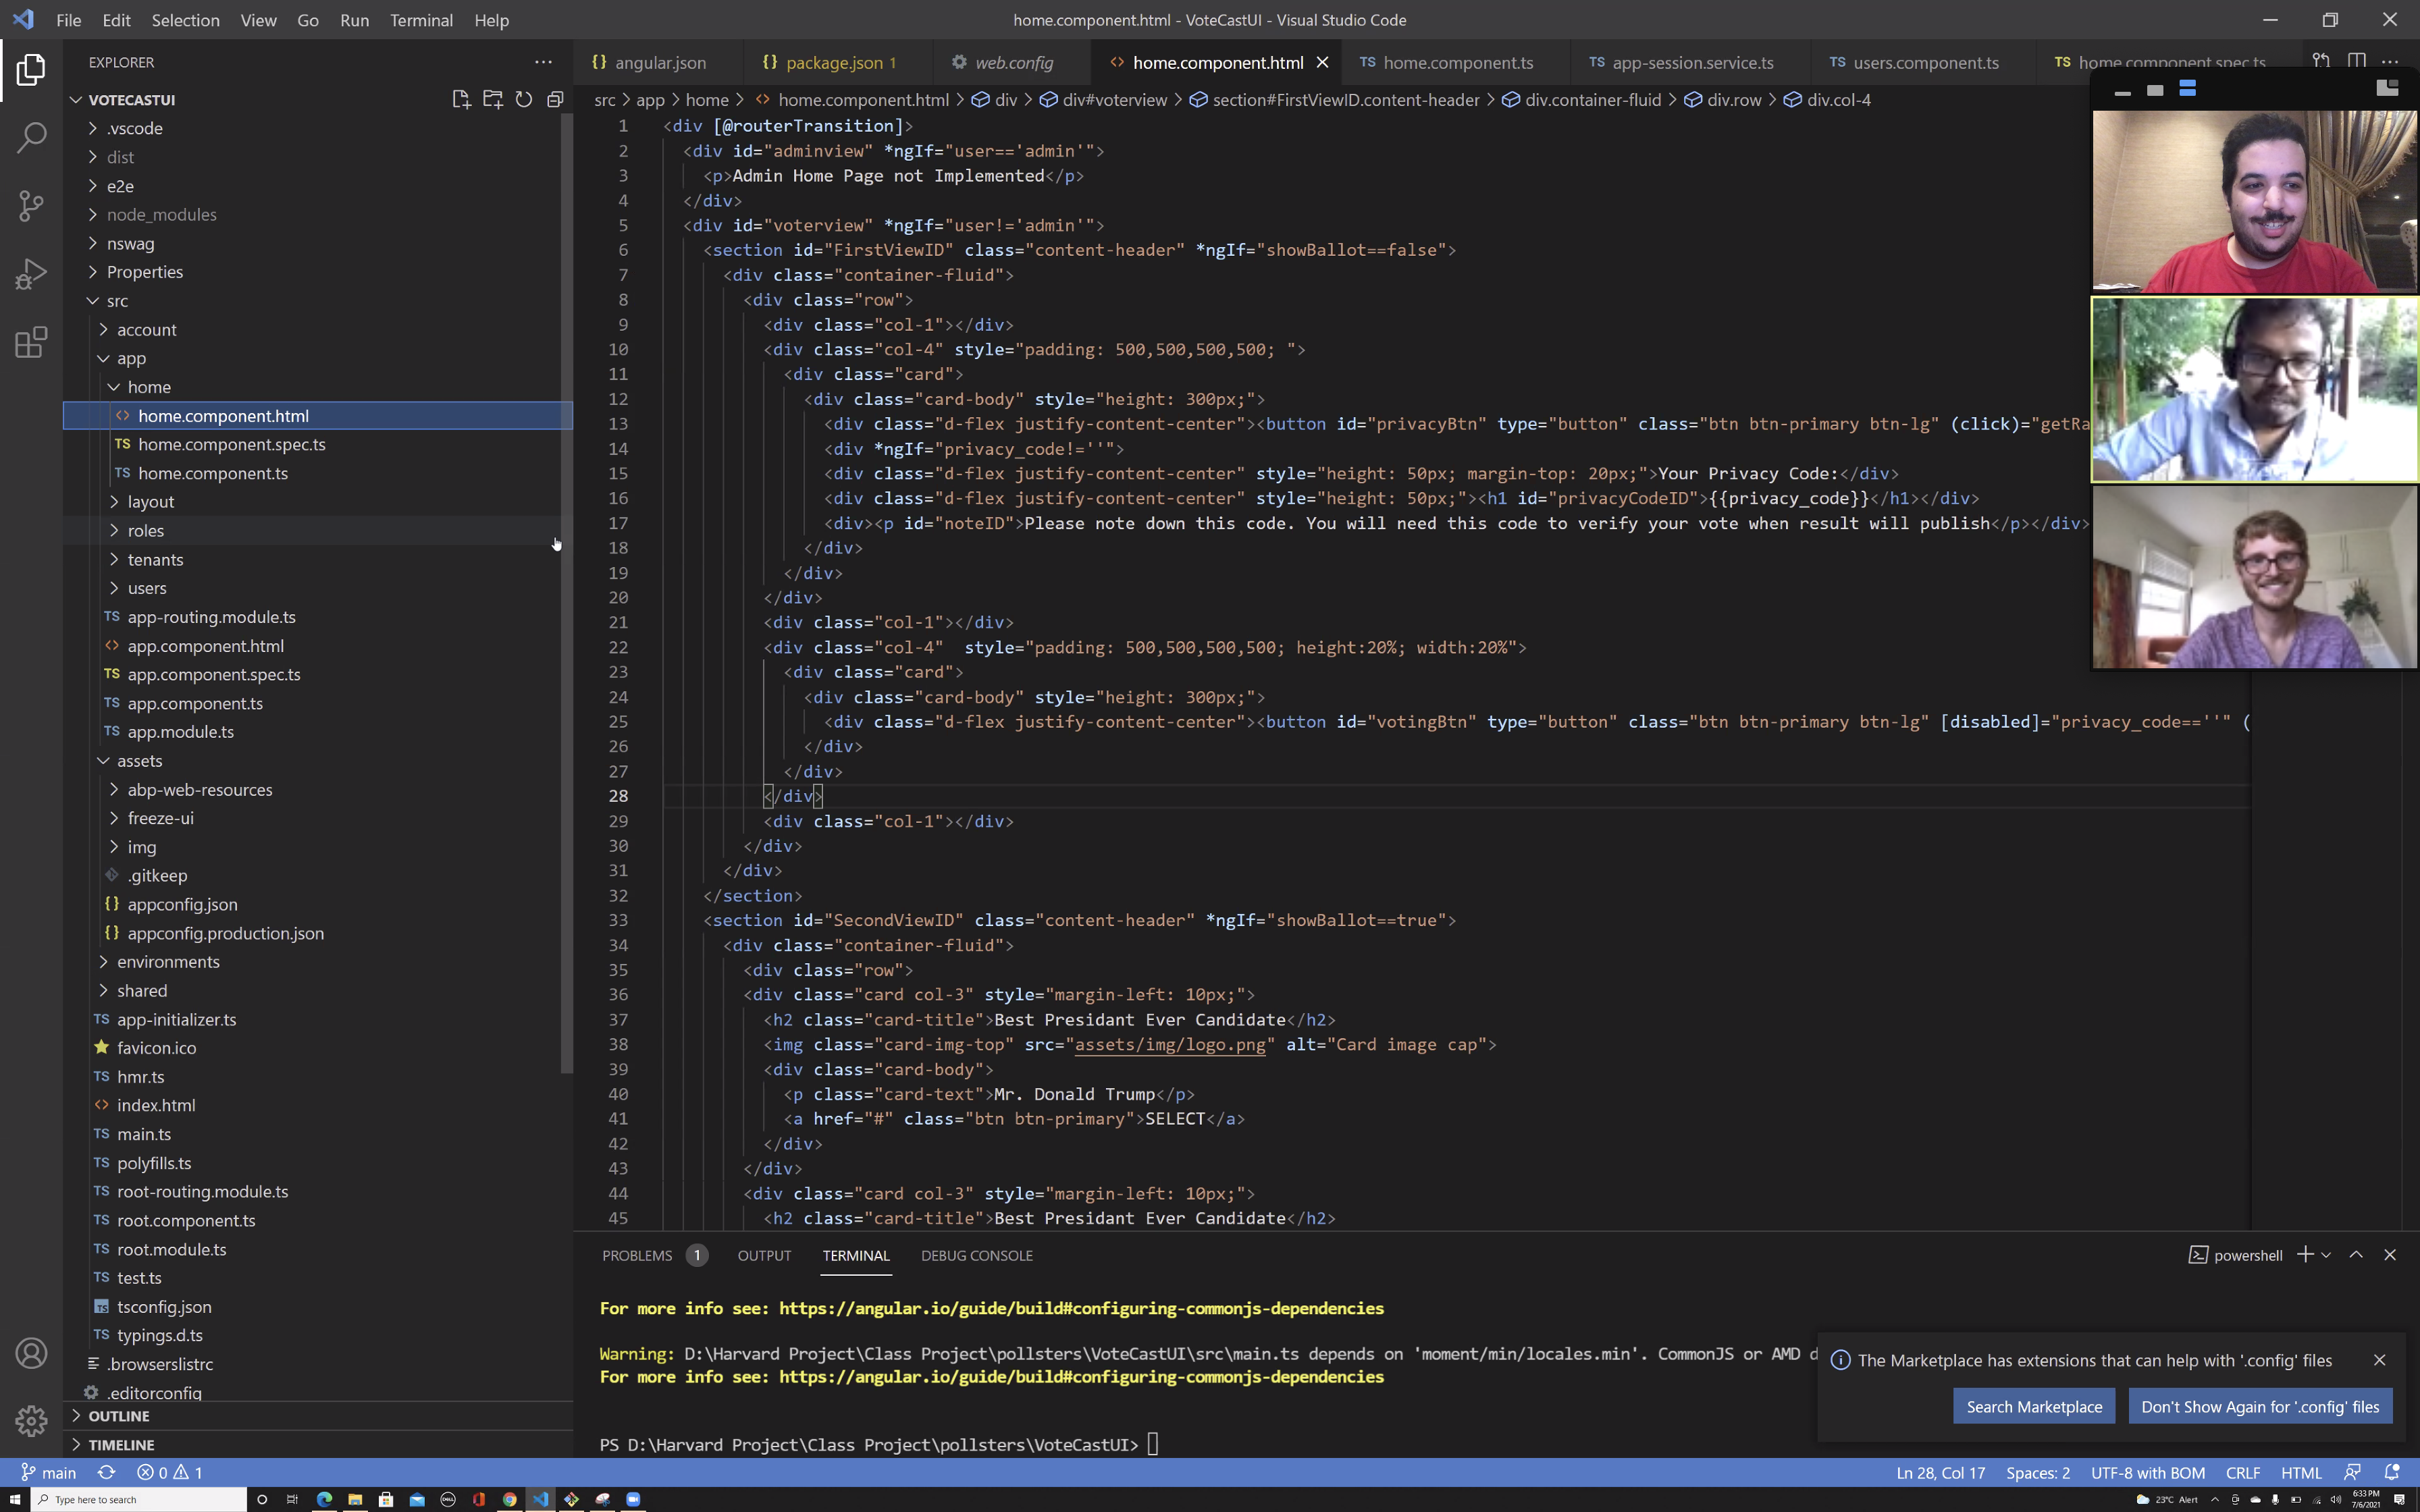 File Edit Selection View Go Run Terminal Help
home.component.html - VoteCastUI - Visual Studio Code
EXPLORER
VOTECASTUI
.vscode
dist
e2e
node_modules
nswag
Properties
src
account
app
home
home.component.html
home.component.spec.ts
home.component.ts
layout
roles
tenants
users
app-routing.module.ts
app.component.html
app.component.spec.ts
app.component.ts
app.module.ts
assets
abp-web-resources
freeze-ui
img
.gitkeep
appconfig.json
appconfig.production.json
environments
shared
app-initializer.ts
favicon.ico
hmr.ts
index.html
main.ts
polyfills.ts
root-routing.module.ts
root.component.ts
root.module.ts
test.ts
tsconfig.json
typings.d.ts
.browserslistrc
.editorconfig
OUTLINE
TIMELINE
angular.json package.json 1 web.config home.component.html home.component.ts app-session.service.ts users.component.ts home.component.spec.ts
src > app > home > home.component.html > div > div#voterview > section#FirstViewID.content-header > div.container-fluid > div.row > div.col-4
1 <div [@routerTransition]>
2 <div id="adminview" *ngIf="user=='admin'">
3 <p>Admin Home Page not Implemented</p>
4 </div>
5 <div id="voterview" *ngIf="user!='admin'">
6 <section id="FirstViewID" class="content-header" *ngIf="showBallot==false">
7 <div class="container-fluid">
8 <div class="row">
9 <div class="col-1"></div>
10 <div class="col-4" style="padding: 500,500,500,500; ">
11 <div class="card">
12 <div class="card-body" style="height: 300px;">
13 <div class="d-flex justify-content-center"><button id="privacyBtn" type="button" class="btn btn-primary btn-lg" (click)="getRa
14 <div *ngIf="privacy_code!=''">
15 <div class="d-flex justify-content-center" style="height: 50px; margin-top: 20px;">Your Privacy Code:</div>
16 <div class="d-flex justify-content-center" style="height: 50px;"><h1 id="privacyCodeID">{{privacy_code}}</h1></div>
17 <div><p id="noteID">Please note down this code. You will need this code to verify your vote when result will publish</p></div>
18 </div>
19 </div>
20 </div>
21 <div class="col-1"></div>
22 <div class="col-4"  style="padding: 500,500,500,500; height:20%; width:20%">
23 <div class="card">
24 <div class="card-body" style="height: 300px;">
25 <div class="d-flex justify-content-center"><button id="votingBtn" type="button" class="btn btn-primary btn-lg" [disabled]="privacy_code==''" (
26 </div>
27 </div>
28 </div>
29 <div class="col-1"></div>
30 </div>
31 </div>
32 </section>
33 <section id="SecondViewID" class="content-header" *ngIf="showBallot==true">
34 <div class="container-fluid">
35 <div class="row">
36 <div class="card col-3" style="margin-left: 10px;">
37 <h2 class="card-title">Best Presidant Ever Candidate</h2>
38 <img class="card-img-top" src="assets/img/logo.png" alt="Card image cap">
39 <div class="card-body">
40 <p class="card-text">Mr. Donald Trump</p>
41 <a href="#" class="btn btn-primary">SELECT</a>
42 </div>
43 </div>
44 <div class="card col-3" style="margin-left: 10px;">
45 <h2 class="card-title">Best Presidant Ever Candidate</h2>
PROBLEMS 1 OUTPUT TERMINAL DEBUG CONSOLE
powershell
For more info see: https://angular.io/guide/build#configuring-commonjs-dependencies
Warning: D:\Harvard Project\Class Project\pollsters\VoteCastUI\src\main.ts depends on 'moment/min/locales.min'. CommonJS or AMD d
For more info see: https://angular.io/guide/build#configuring-commonjs-dependencies
PS D:\Harvard Project\Class Project\pollsters\VoteCastUI>
The Marketplace has extensions that can help with '.config' files
Search Marketplace Don't Show Again for '.config' files
main 0 1
Ln 28, Col 17 Spaces: 2 UTF-8 with BOM CRLF HTML
Type here to search
23°C Alert
6:33 PM
7/6/2021